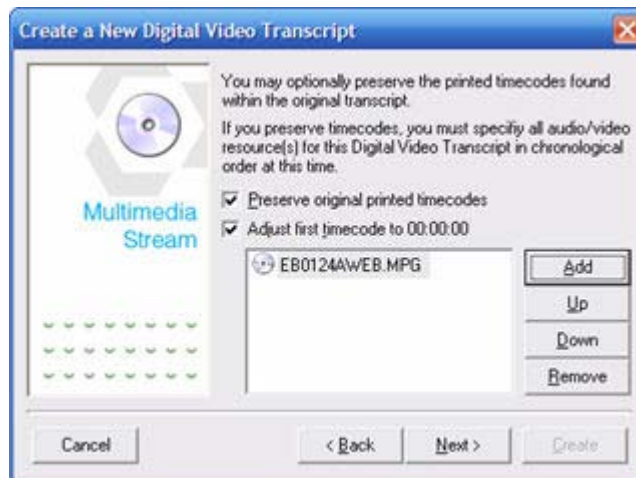 Create a New Digital Video Transcript
You may optionally preserve the printed timecodes found
within the original transcript.
If you preserve timecodes, you must specifiy all audio/video
resource(s) for this Digital Video Transcript in chronological
order at this time.
Preserve original printed timecodes
Adjust first timecode to 00:00:00
Multimedia
Stream
EB0124AWEB.MPG
Add
Up
Down
Remove
Cancel
< Back
Next >
Create